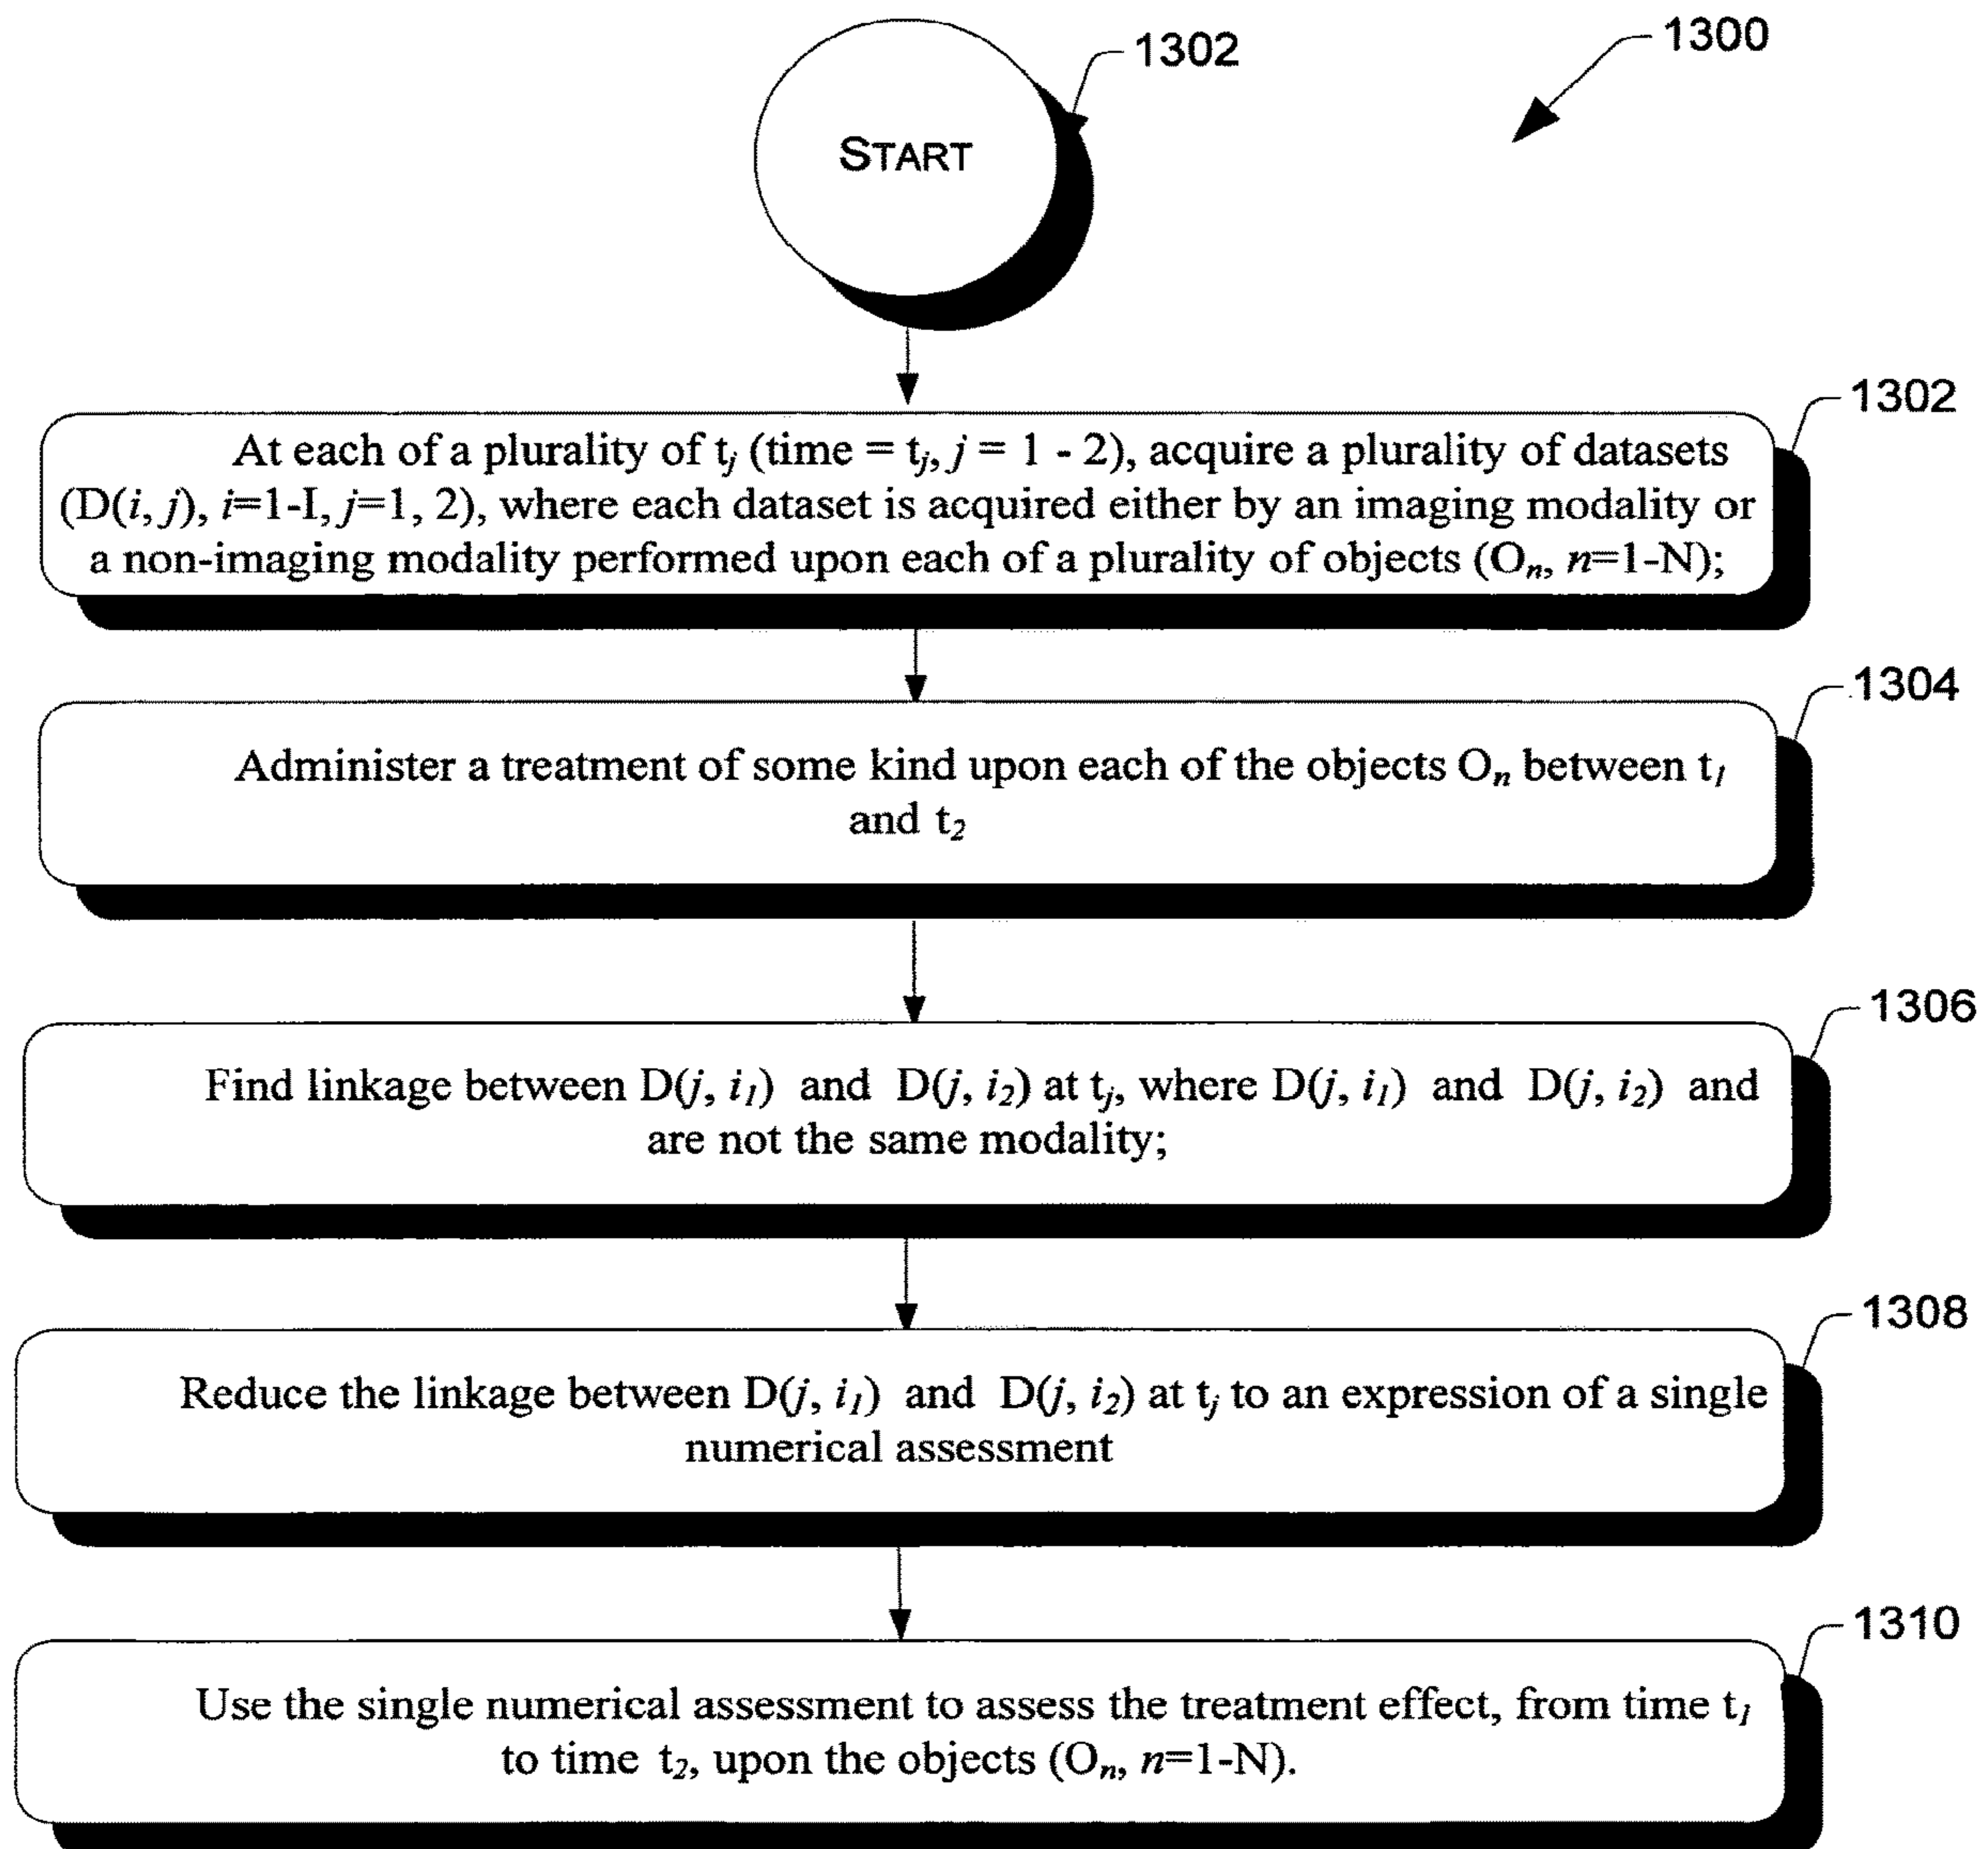 1302
1300
START
1302
At each of a plurality of tj (time = tj, j = 1 - 2), acquire a plurality of datasets
(D(i, j), i=1-I, j=1, 2), where each dataset is acquired either by an imaging modality or
a non-imaging modality performed upon each of a plurality of objects (On, n=1-N);
1304
Administer a treatment of some kind upon each of the objects On between t1
and t2
1306
Find linkage between D(j, i1) and D(j, i2) at tj, where D(j, i1) and D(j, i2) and
are not the same modality;
1308
Reduce the linkage between D(j, i1) and D(j, i2) at tj to an expression of a single
numerical assessment
1310
Use the single numerical assessment to assess the treatment effect, from time t1
to time t2, upon the objects (On, n=1-N).